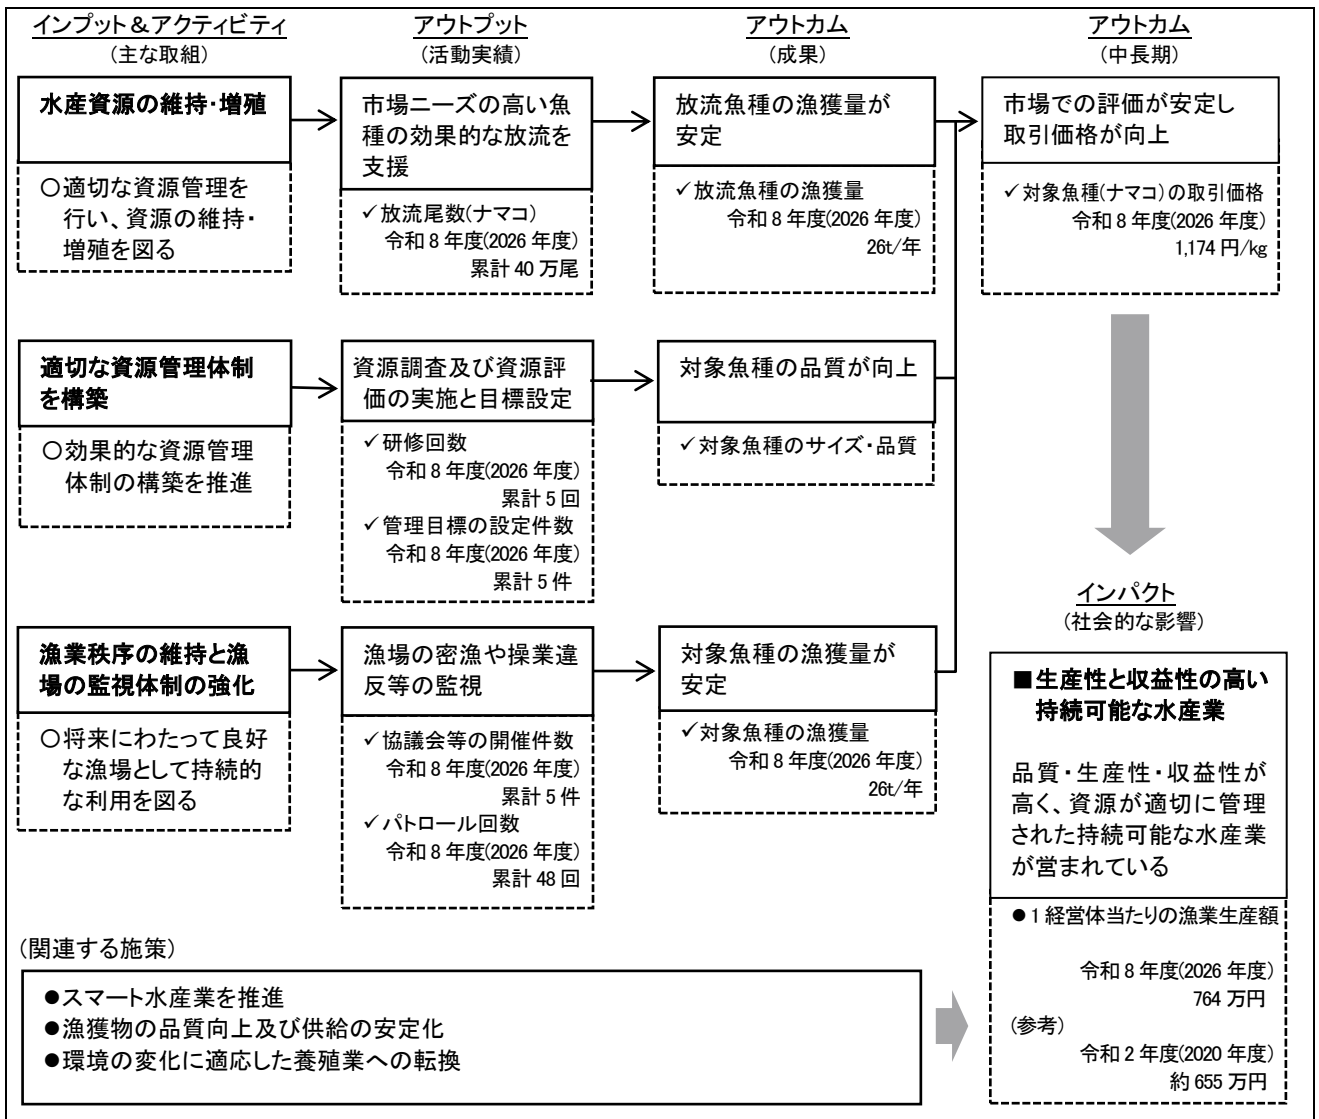 インプット＆アクティビティ
(主な取組)
アウトプット
(活動実績)
アウトカム
(成果)
アウトカム
(中長期)
水産資源の維持・増殖
○適切な資源管理を
行い、資源の維持・
増殖を図る
市場ニーズの高い魚
種の効果的な放流を
支援
✓放流尾数(ナマコ)
令和８年度(2026 年度)
累計 40 万尾
放流魚種の漁獲量が
安定
✓放流魚種の漁獲量
令和８年度(2026 年度)
26t/年
市場での評価が安定し
取引価格が向上
✓対象魚種(ナマコ)の取引価格
令和８年度(2026 年度)
1,174 円/kg
適切な資源管理体制
を構築
○効果的な資源管理
体制の構築を推進
資源調査及び資源評
価の実施と目標設定
✓研修回数
令和８年度(2026 年度)
累計５回
✓管理目標の設定件数
令和８年度(2026 年度)
累計５件
対象魚種の品質が向上
✓対象魚種のサイズ・品質
漁業秩序の維持と漁
場の監視体制の強化
○将来にわたって良好
な漁場として持続的
な利用を図る
漁場の密漁や操業違
反等の監視
✓協議会等の開催件数
令和８年度(2026 年度)
累計５件
✓パトロール回数
令和８年度(2026 年度)
累計 48 回
対象魚種の漁獲量が
安定
✓対象魚種の漁獲量
令和８年度(2026 年度)
26t/年
インパクト
(社会的な影響)
■生産性と収益性の高い
持続可能な水産業
品質・生産性・収益性が
高く、資源が適切に管理
された持続可能な水産業
が営まれている
●１経営体当たりの漁業生産額
令和８年度(2026 年度)
764 万円
(参考)
令和２年度(2020 年度)
約 655 万円
(関連する施策)
●スマート水産業を推進
●漁獲物の品質向上及び供給の安定化
●環境の変化に適応した養殖業への転換